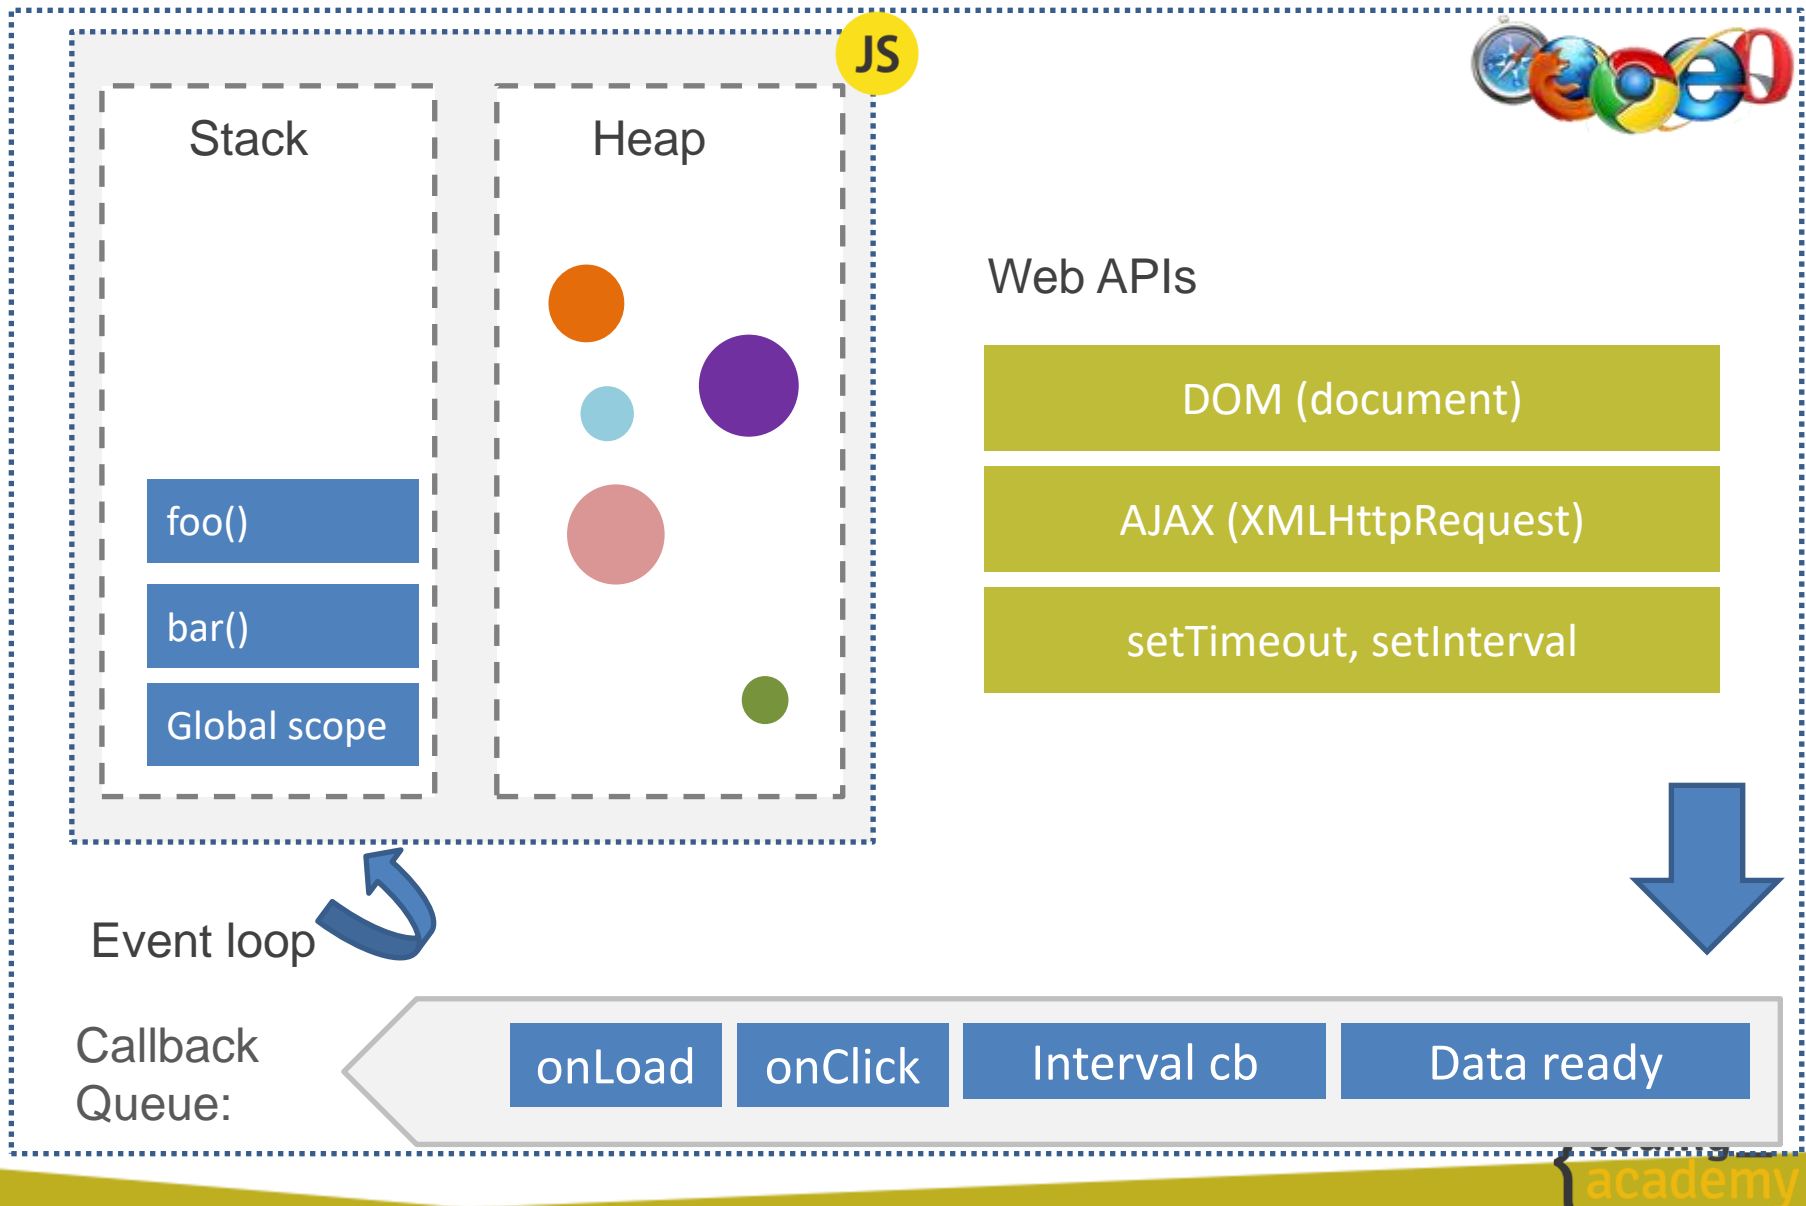 JS
Stack
Heap
Web APIs
DOM (document)
AJAX (XMLHttpRequest)
setTimeout, setInterval
foo()
bar()
Global scope
Event loop
Callback
Queue:
onLoad
onClick
Interval cb
Data ready
academy